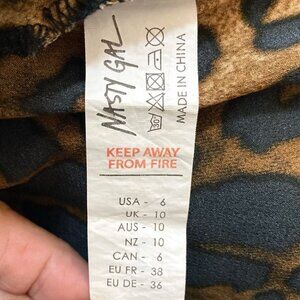 NASTY GAL
30°
MADE IN CHINA
KEEP AWAY
FROM FIRE
USA - 6
UK - 10
AUS - 10
NZ - 10
CAN - 6
EU FR - 38
EU DE - 36